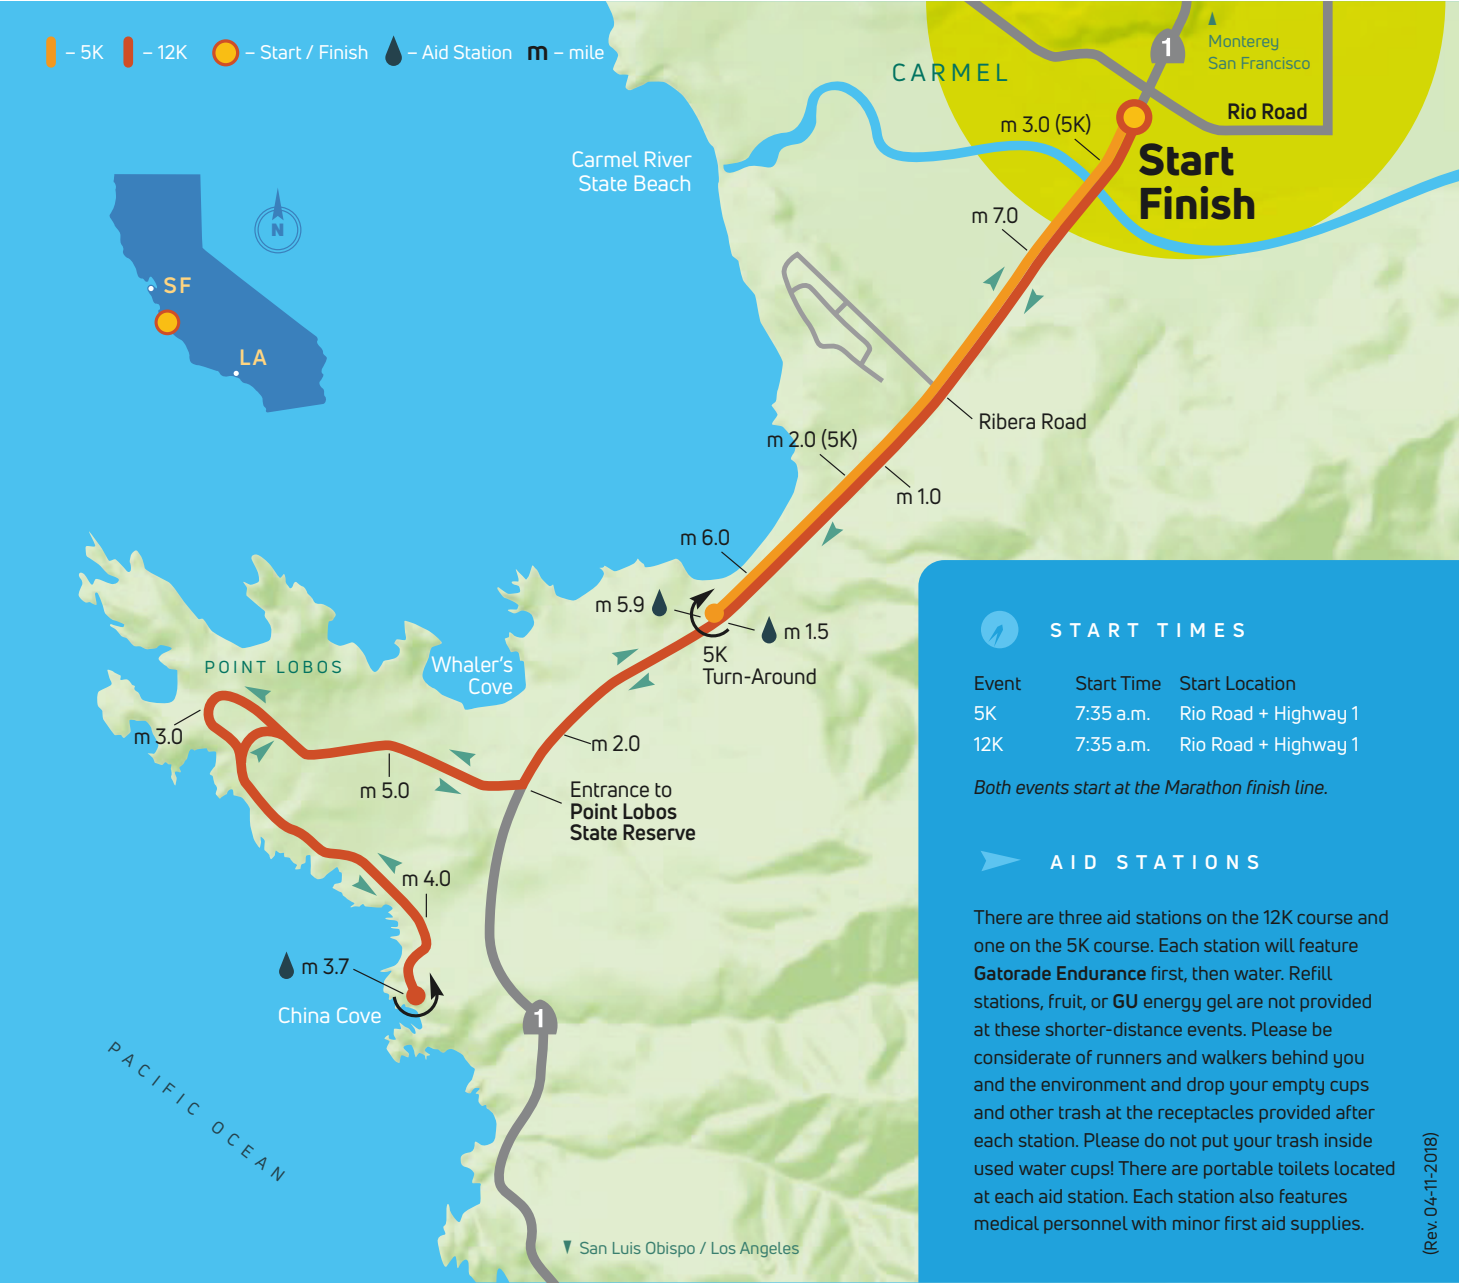 – 5K
– 12K
– Start / Finish
– Aid Station
m – mile
CARMEL
1
Monterey
San Francisco
Rio Road
m 3.0 (5K)
Start
Finish
Carmel River
State Beach
m 7.0
N
SF
LA
Ribera Road
m 2.0 (5K)
m 1.0
m 6.0
m 5.9
m 1.5
5K
Turn-Around
POINT LOBOS
Whaler's
Cove
m 3.0
m 2.0
m 5.0
Entrance to
Point Lobos
State Reserve
m 4.0
m 3.7
China Cove
1
PACIFIC OCEAN
San Luis Obispo / Los Angeles
START TIMES
Event Start Time Start Location
5K 7:35 a.m. Rio Road + Highway 1
12K 7:35 a.m. Rio Road + Highway 1
Both events start at the Marathon finish line.
AID STATIONS
There are three aid stations on the 12K course and
one on the 5K course. Each station will feature
Gatorade Endurance first, then water. Refill
stations, fruit, or GU energy gel are not provided
at these shorter-distance events. Please be
considerate of runners and walkers behind you
and the environment and drop your empty cups
and other trash at the receptacles provided after
each station. Please do not put your trash inside
used water cups! There are portable toilets located
at each aid station. Each station also features
medical personnel with minor first aid supplies.
(Rev. 04-11-2018)